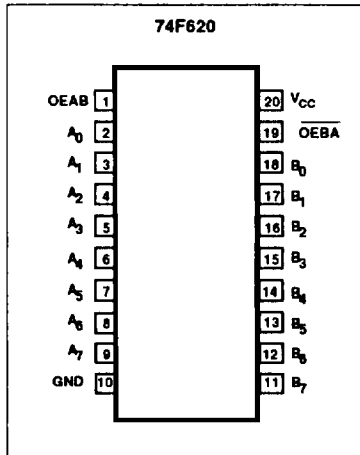 74F620
OEAB 1 20 VCC
A0 2 19 OEBA
A1 3 18 B0
A2 4 17 B1
A3 5 16 B2
A4 6 15 B3
A5 7 14 B4
A6 8 13 B5
A7 9 12 B6
GND 10 11 B7